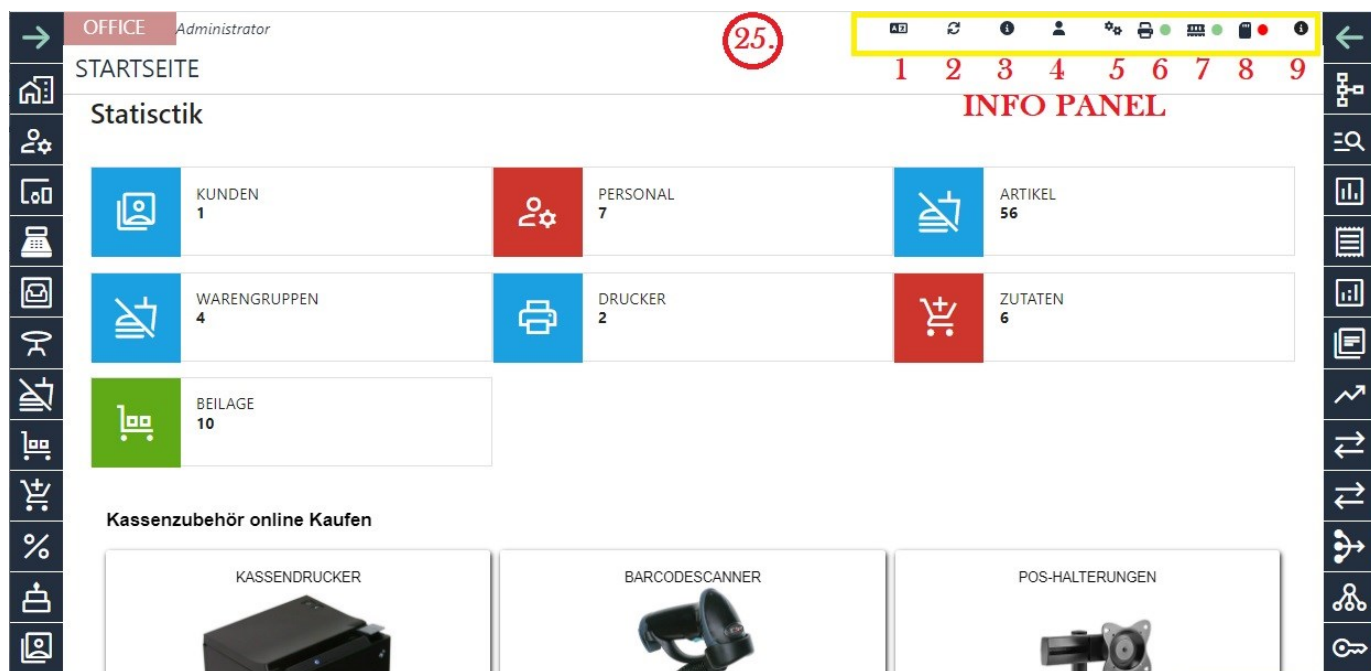 OFFICE Administrator
25.
STARTSEITE
1 2 3 4 5 6 7 8 9
INFO PANEL
Statisctik
KUNDEN
1
PERSONAL
7
ARTIKEL
56
WARENGRUPPEN
4
DRUCKER
2
ZUTATEN
6
BEILAGE
10
Kassenzubehör online Kaufen
KASSENDRUCKER
BARCODESCANNER
POS-HALTERUNGEN